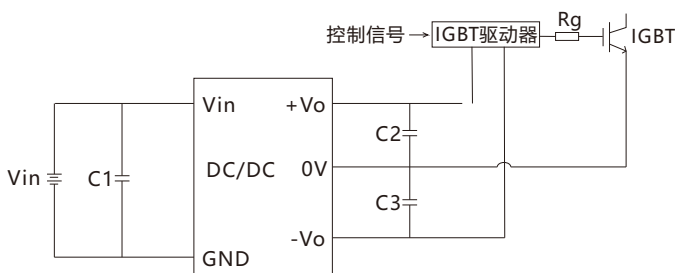 Rg
控制信号 IGBT驱动器 IGBT
Vin +Vo
C2
Vin C1 DC/DC 0V
C3
-Vo
GND